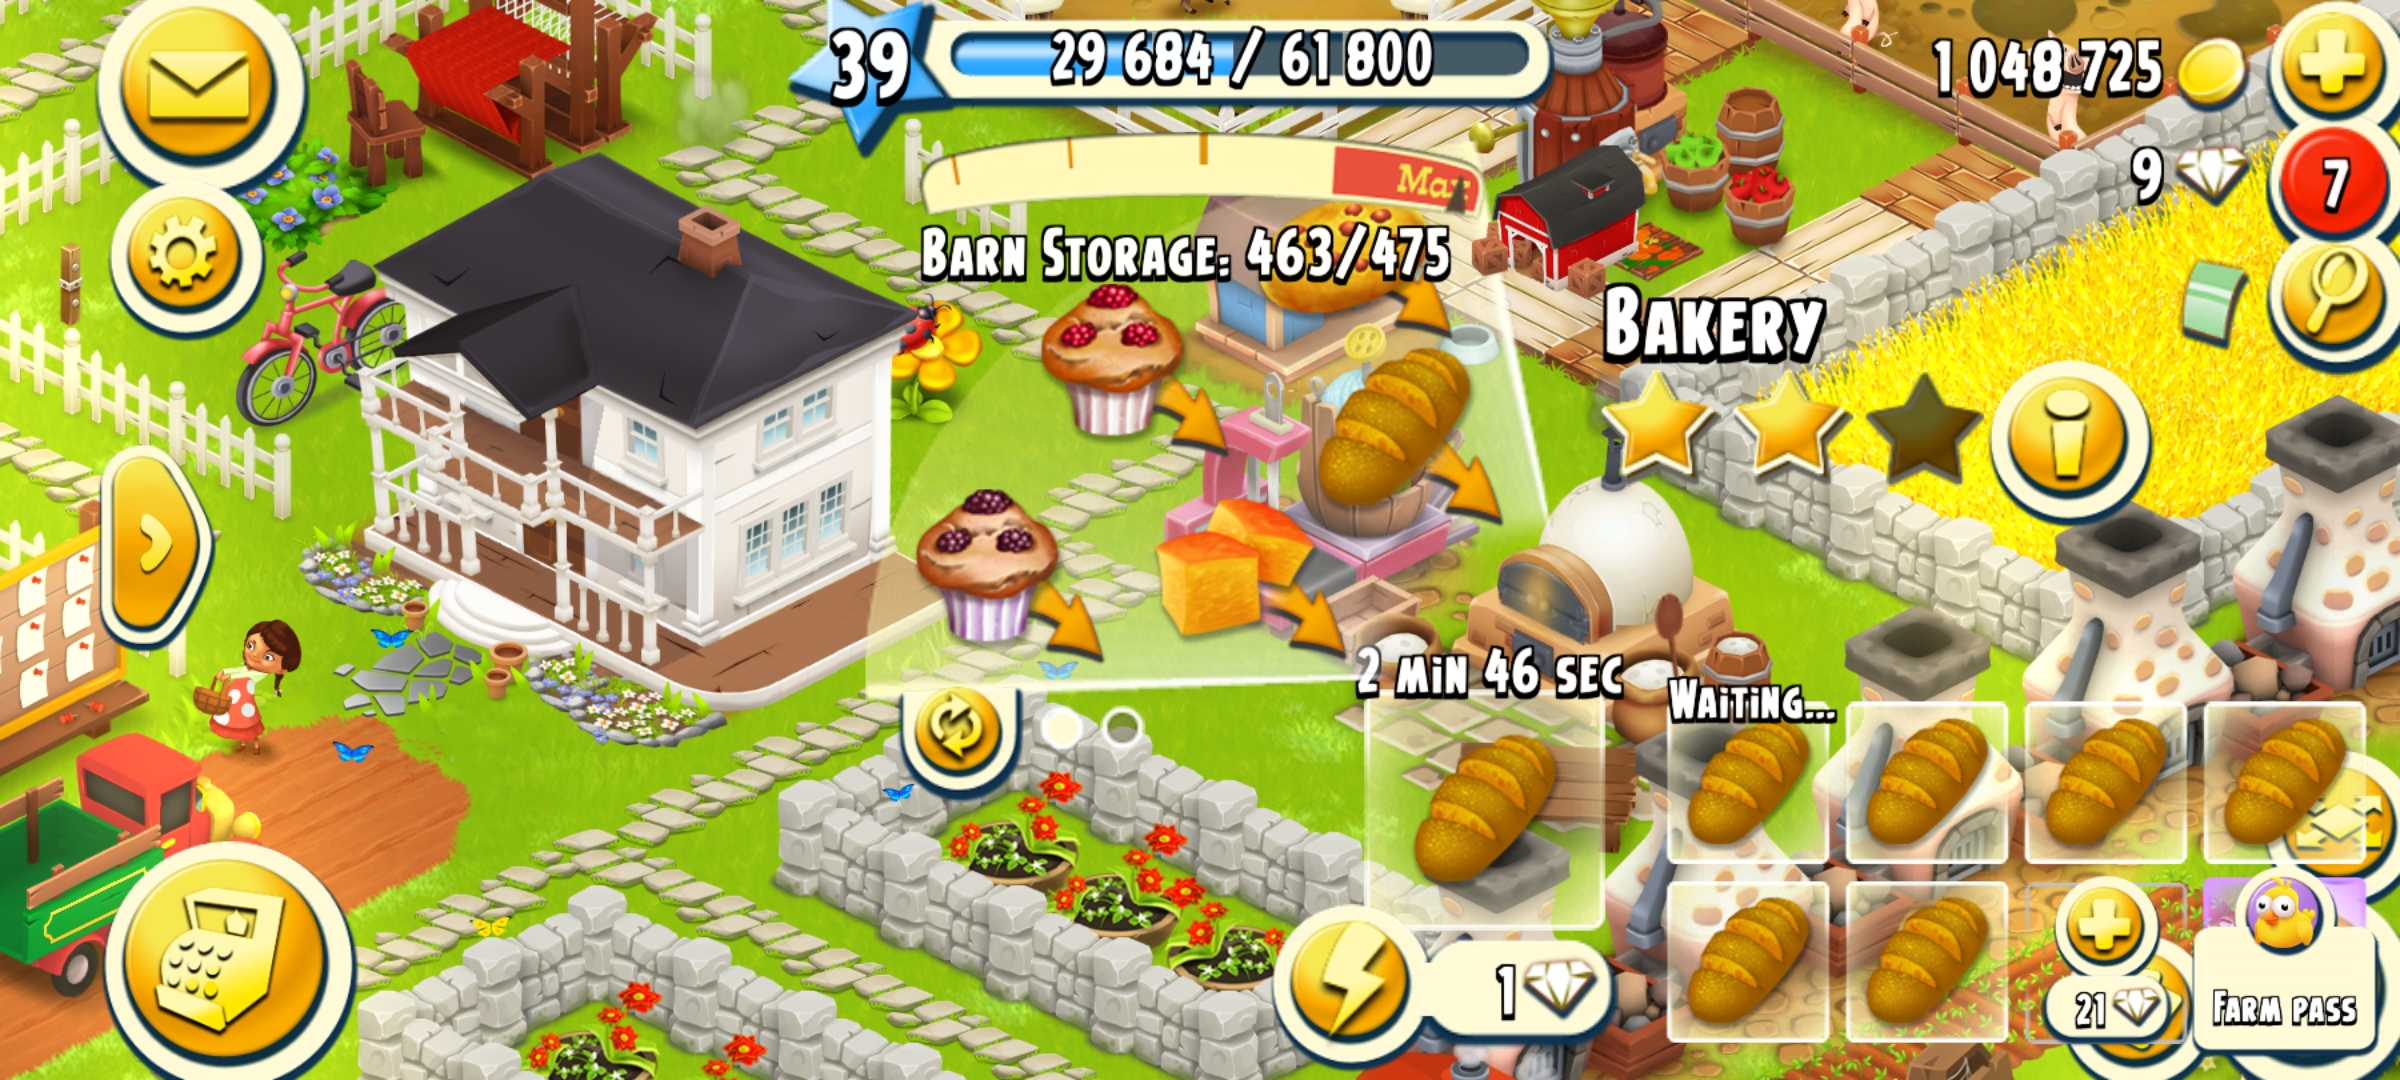 39
29 684 / 61 800
1 048 725
9
7
Max
Barn Storage: 463/475
Bakery
2 min 46 sec
Waiting...
1
21
Farm pass